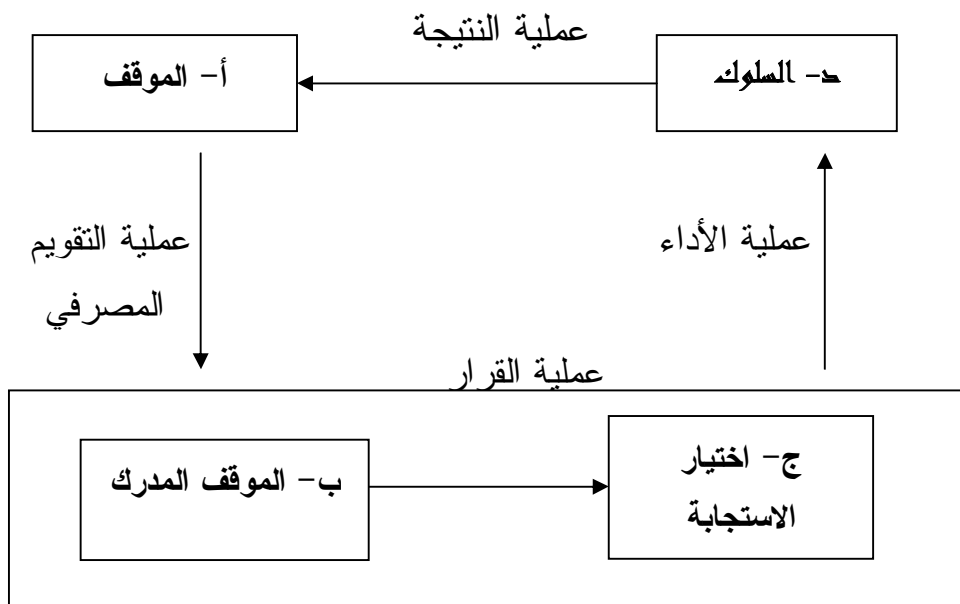 عملية النتيجة
د- السلوك
أ- الموقف
عملية التقويم
المصرفي
عملية الأداء
عملية القرار
ب- الموقف المدرك
ج- اختيار
الاستجابة